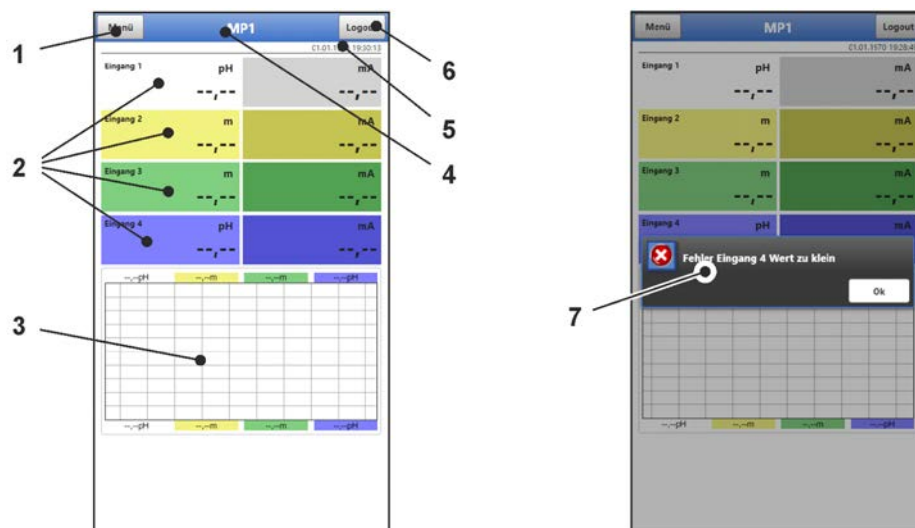 Menü MP1 Logout
19:30:13
Eingang 1 pH mA
--,-- --,--
Eingang 2 m mA
--,-- --,--
Eingang 3 m mA
--,-- --,--
Eingang 4 pH mA
--,-- --,--
--,--pH --,--m --,--m --,--pH
--,--pH --,--m --,--m --,--pH
1
2
3
4
5
6
Menü MP1 Logout
01.01.1970 19:28:4
Eingang 1 pH mA
--,-- --,--
Eingang 2 m mA
--,-- --,--
Eingang 3 m mA
--,-- --,--
Eingang 4 pH mA
Fehler Eingang 4 Wert zu klein
Ok
--,--pH --,--m --,--m --,--pH
7